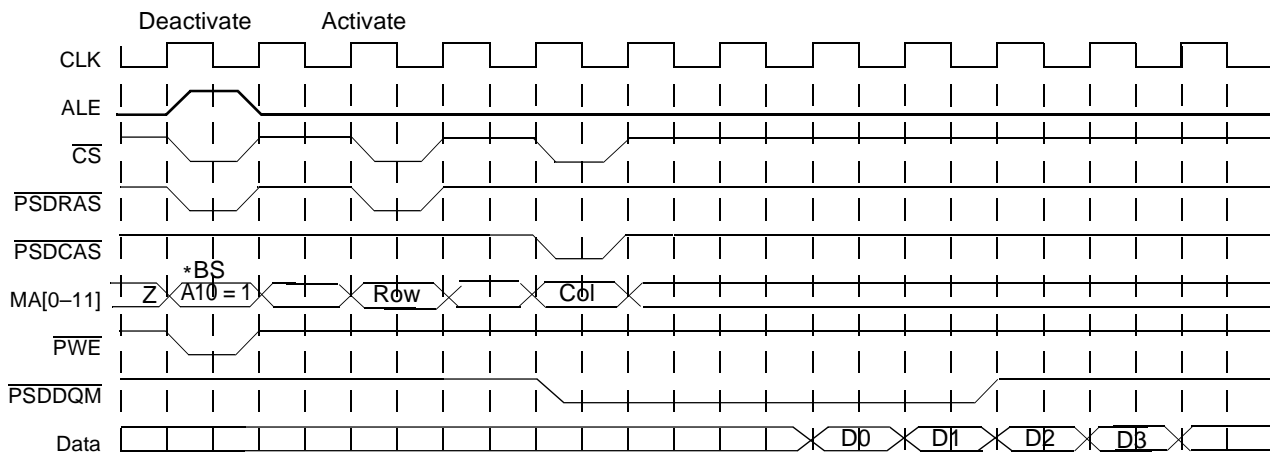 Deactivate Activate
CLK
ALE
CS
PSDRAS
PSDCAS
*BS
MA[0–11] Z A10 = 1 Row Col
PWE
PSDDQM
Data D0 D1 D2 D3